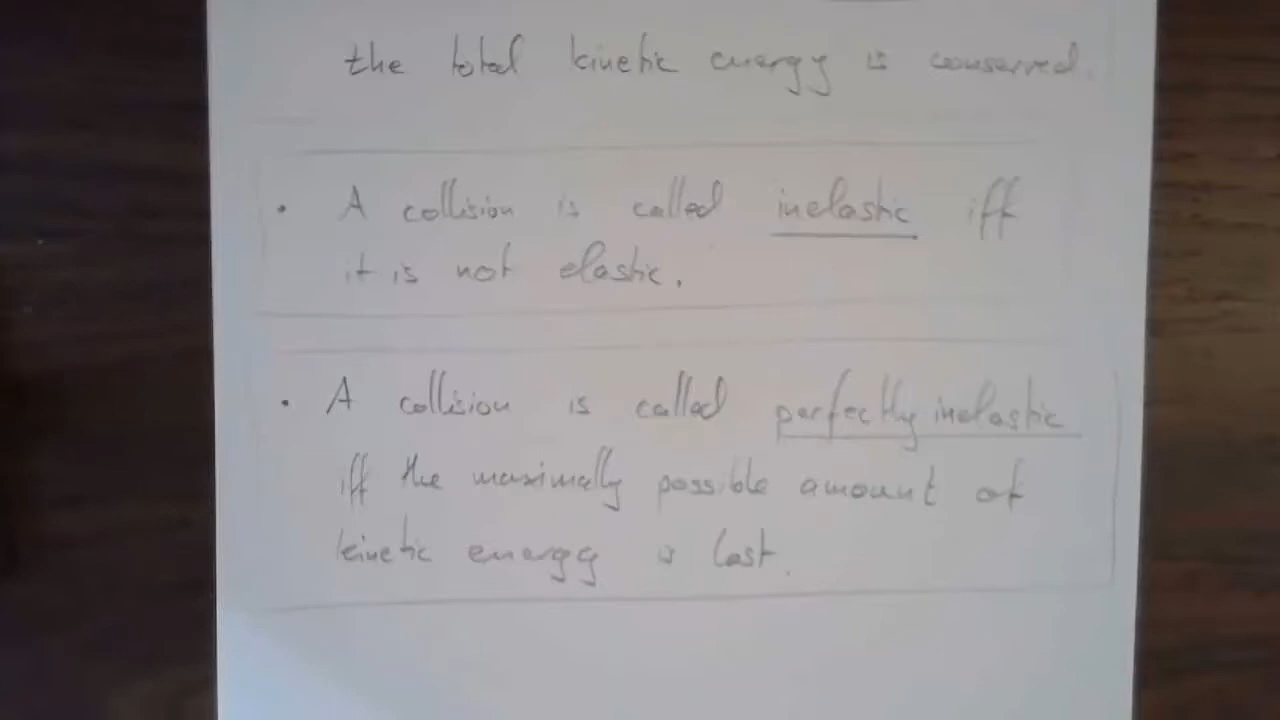 the total kinetic energy is conserved.
• A collision is called inelastic iff
it is not elastic.
• A collision is called perfectly inelastic
iff the maximally possible amount of
kinetic energy is lost.